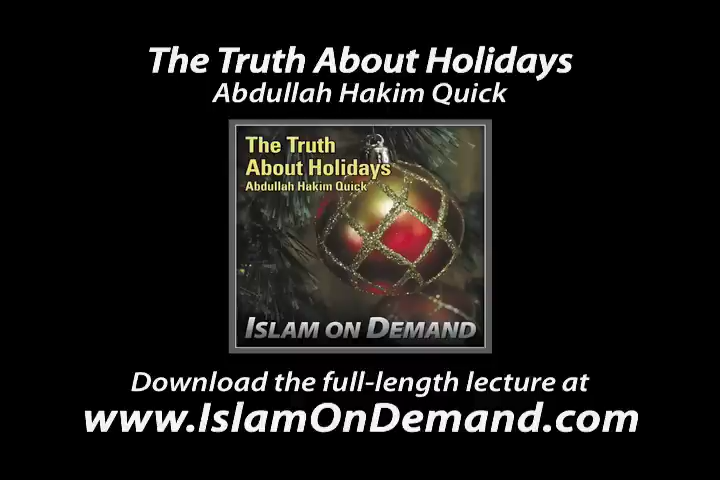 The Truth About Holidays
Abdullah Hakim Quick
The Truth
About Holidays
Abdullah Hakim Quick
ISLAM ON DEMAND
Download the full-length lecture at
www.IslamOnDemand.com